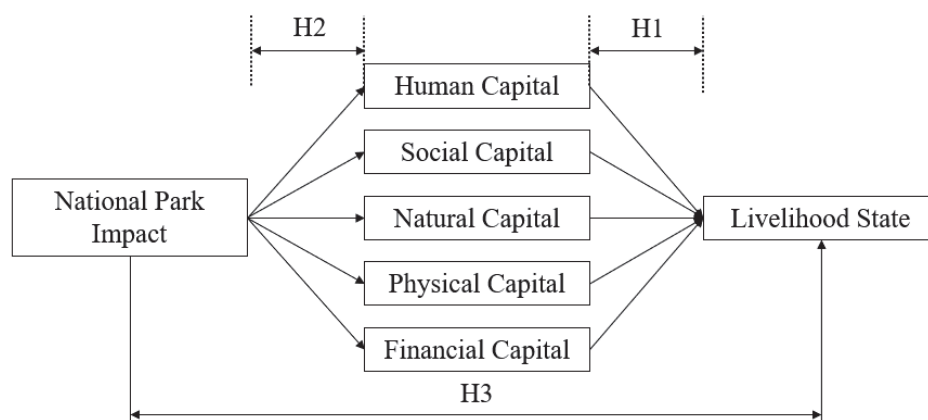 H2
H1
Human Capital
Social Capital
National Park
Impact
Natural Capital
Livelihood State
Physical Capital
Financial Capital
H3